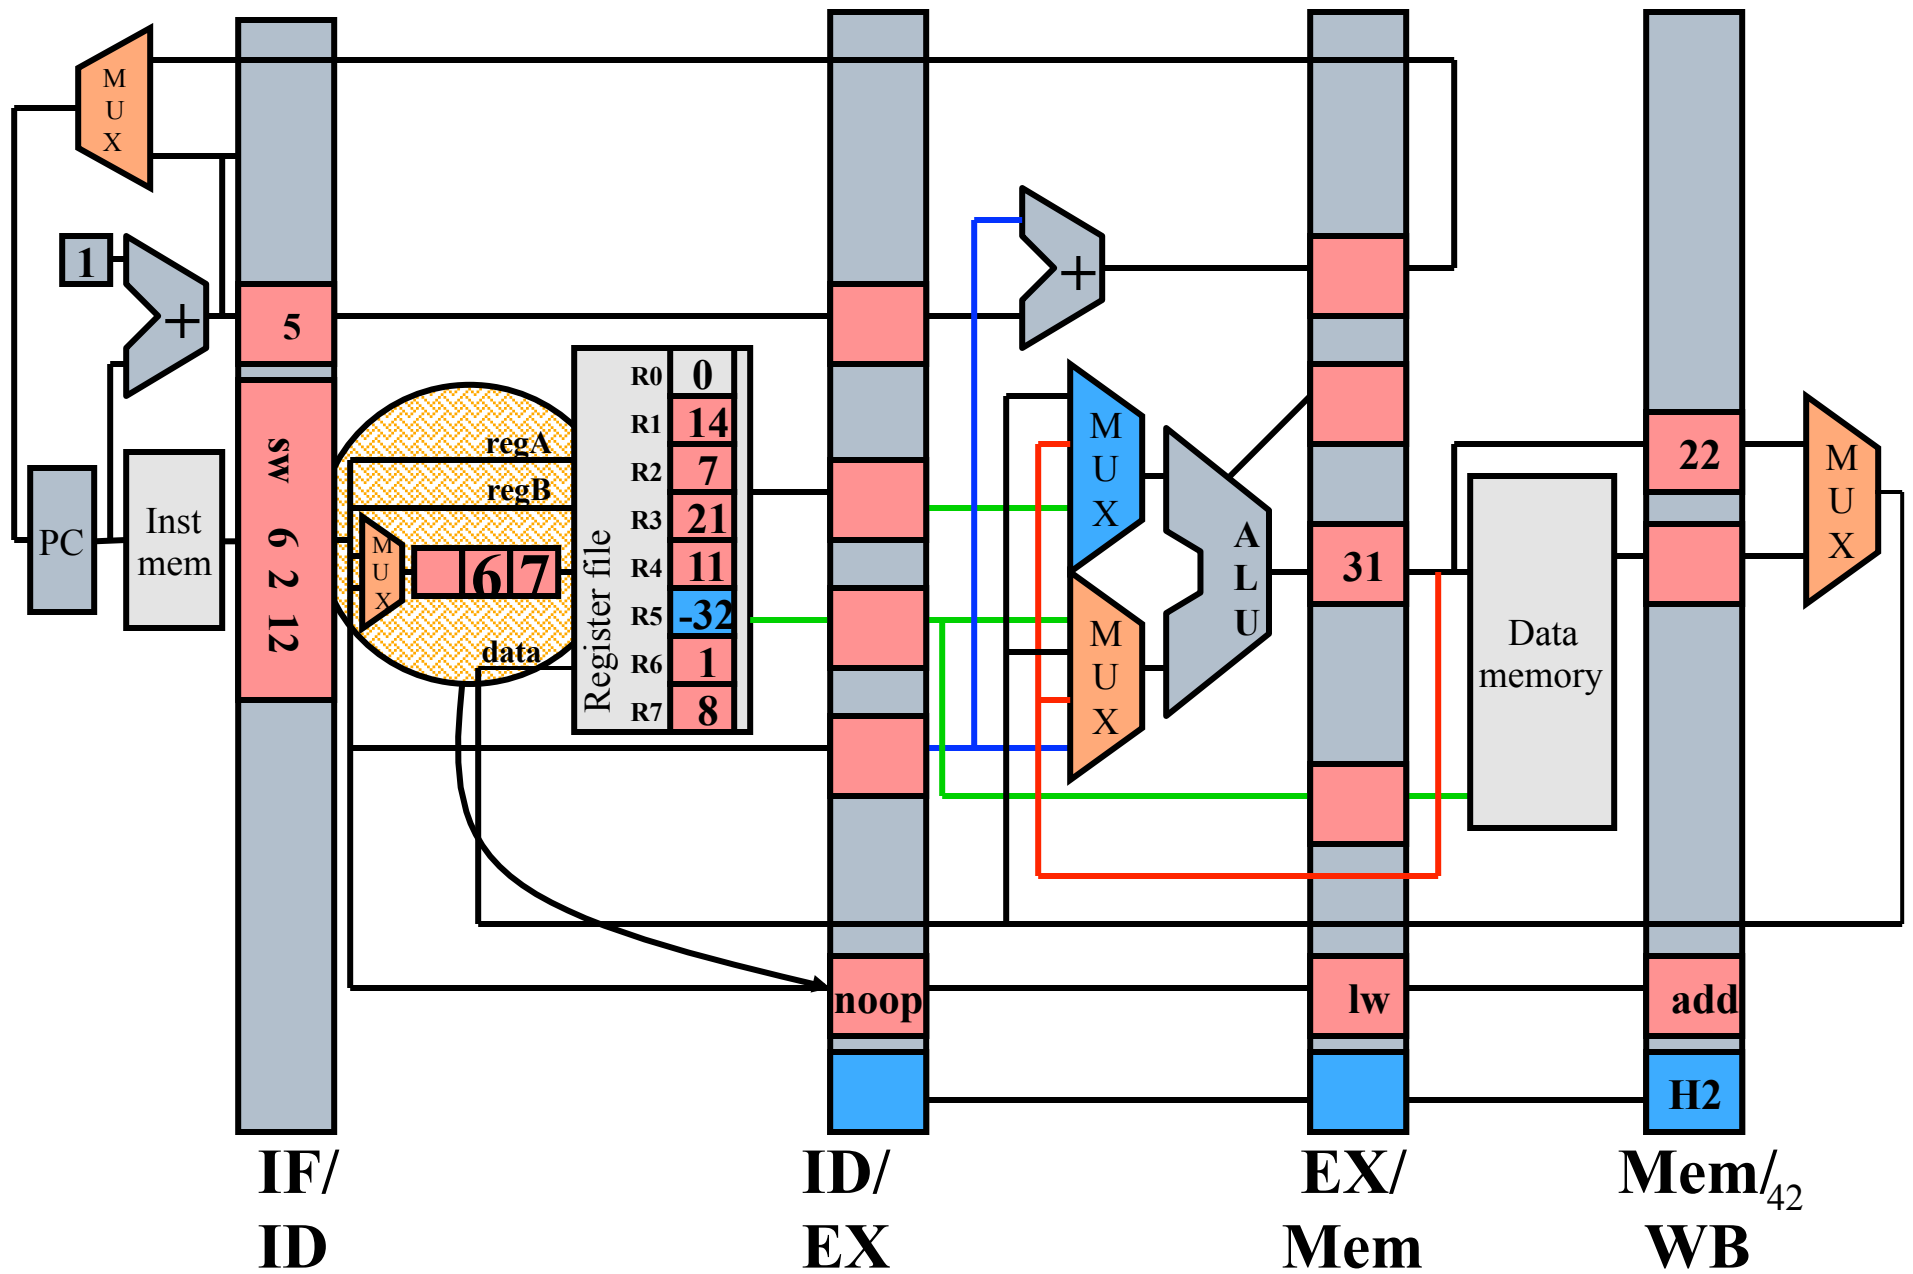 M
U
X
1
+
5
sw 6 2 12
PC
Inst
mem
regA
regB
M
U
X
6 7
data
Register file
R0 0
R1 14
R2 7
R3 21
R4 11
R5 -32
R6 1
R7 8
+
M
U
X
M
U
X
A
L
U
31
Data
memory
22
M
U
X
noop
lw
add
H2
IF/
ID
ID/
EX
EX/
Mem
Mem/
WB
42